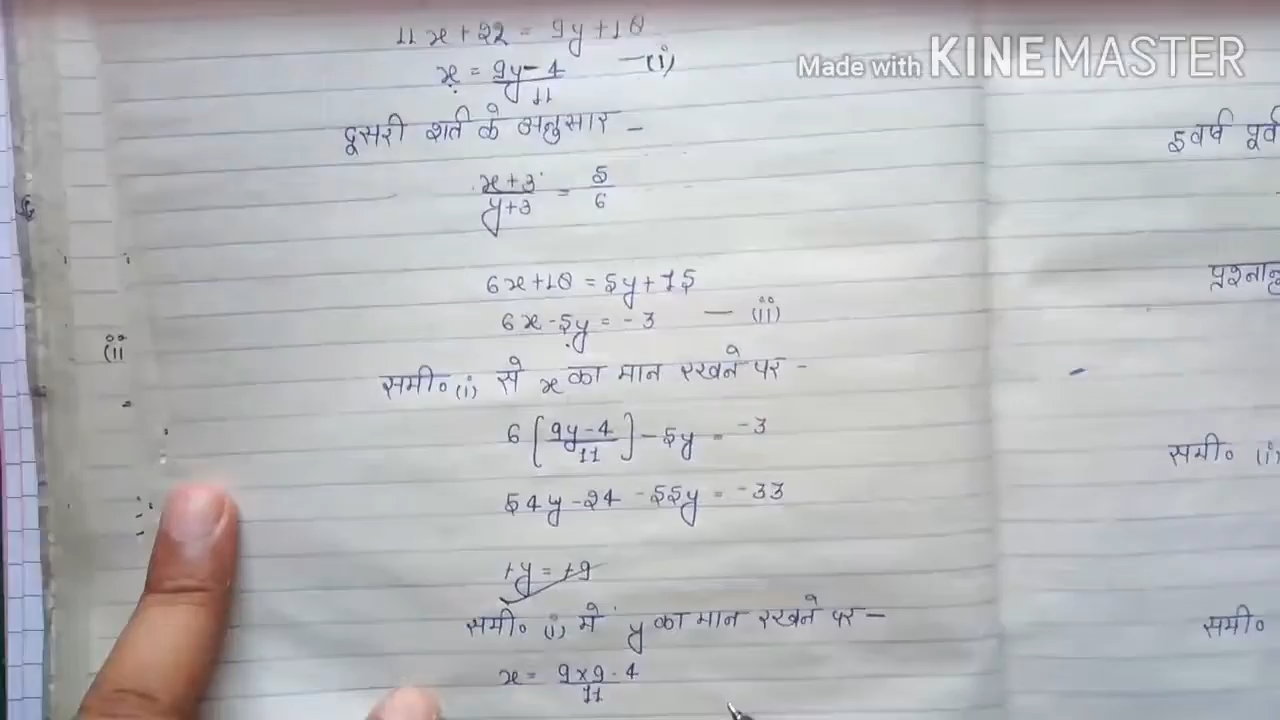 11x+22 = 9y+18
Made with KINEMASTER
x = 9y-4/11 —(i)
दूसरी शर्त के अनुसार –
5 वर्ष पूर्व
x+3/y+3 = 5/6
6x+18 = 5y+15
6x-5y = -3 — (ii)
(ii
समी० (i) से x का मान रखने पर –
6[9y-4/11] -5y = -3
समी० (i)
54y-24 -55y = -33
+y = +9
समी० (i) में y का मान रखने पर –
समी०
x = 9×9-4/11